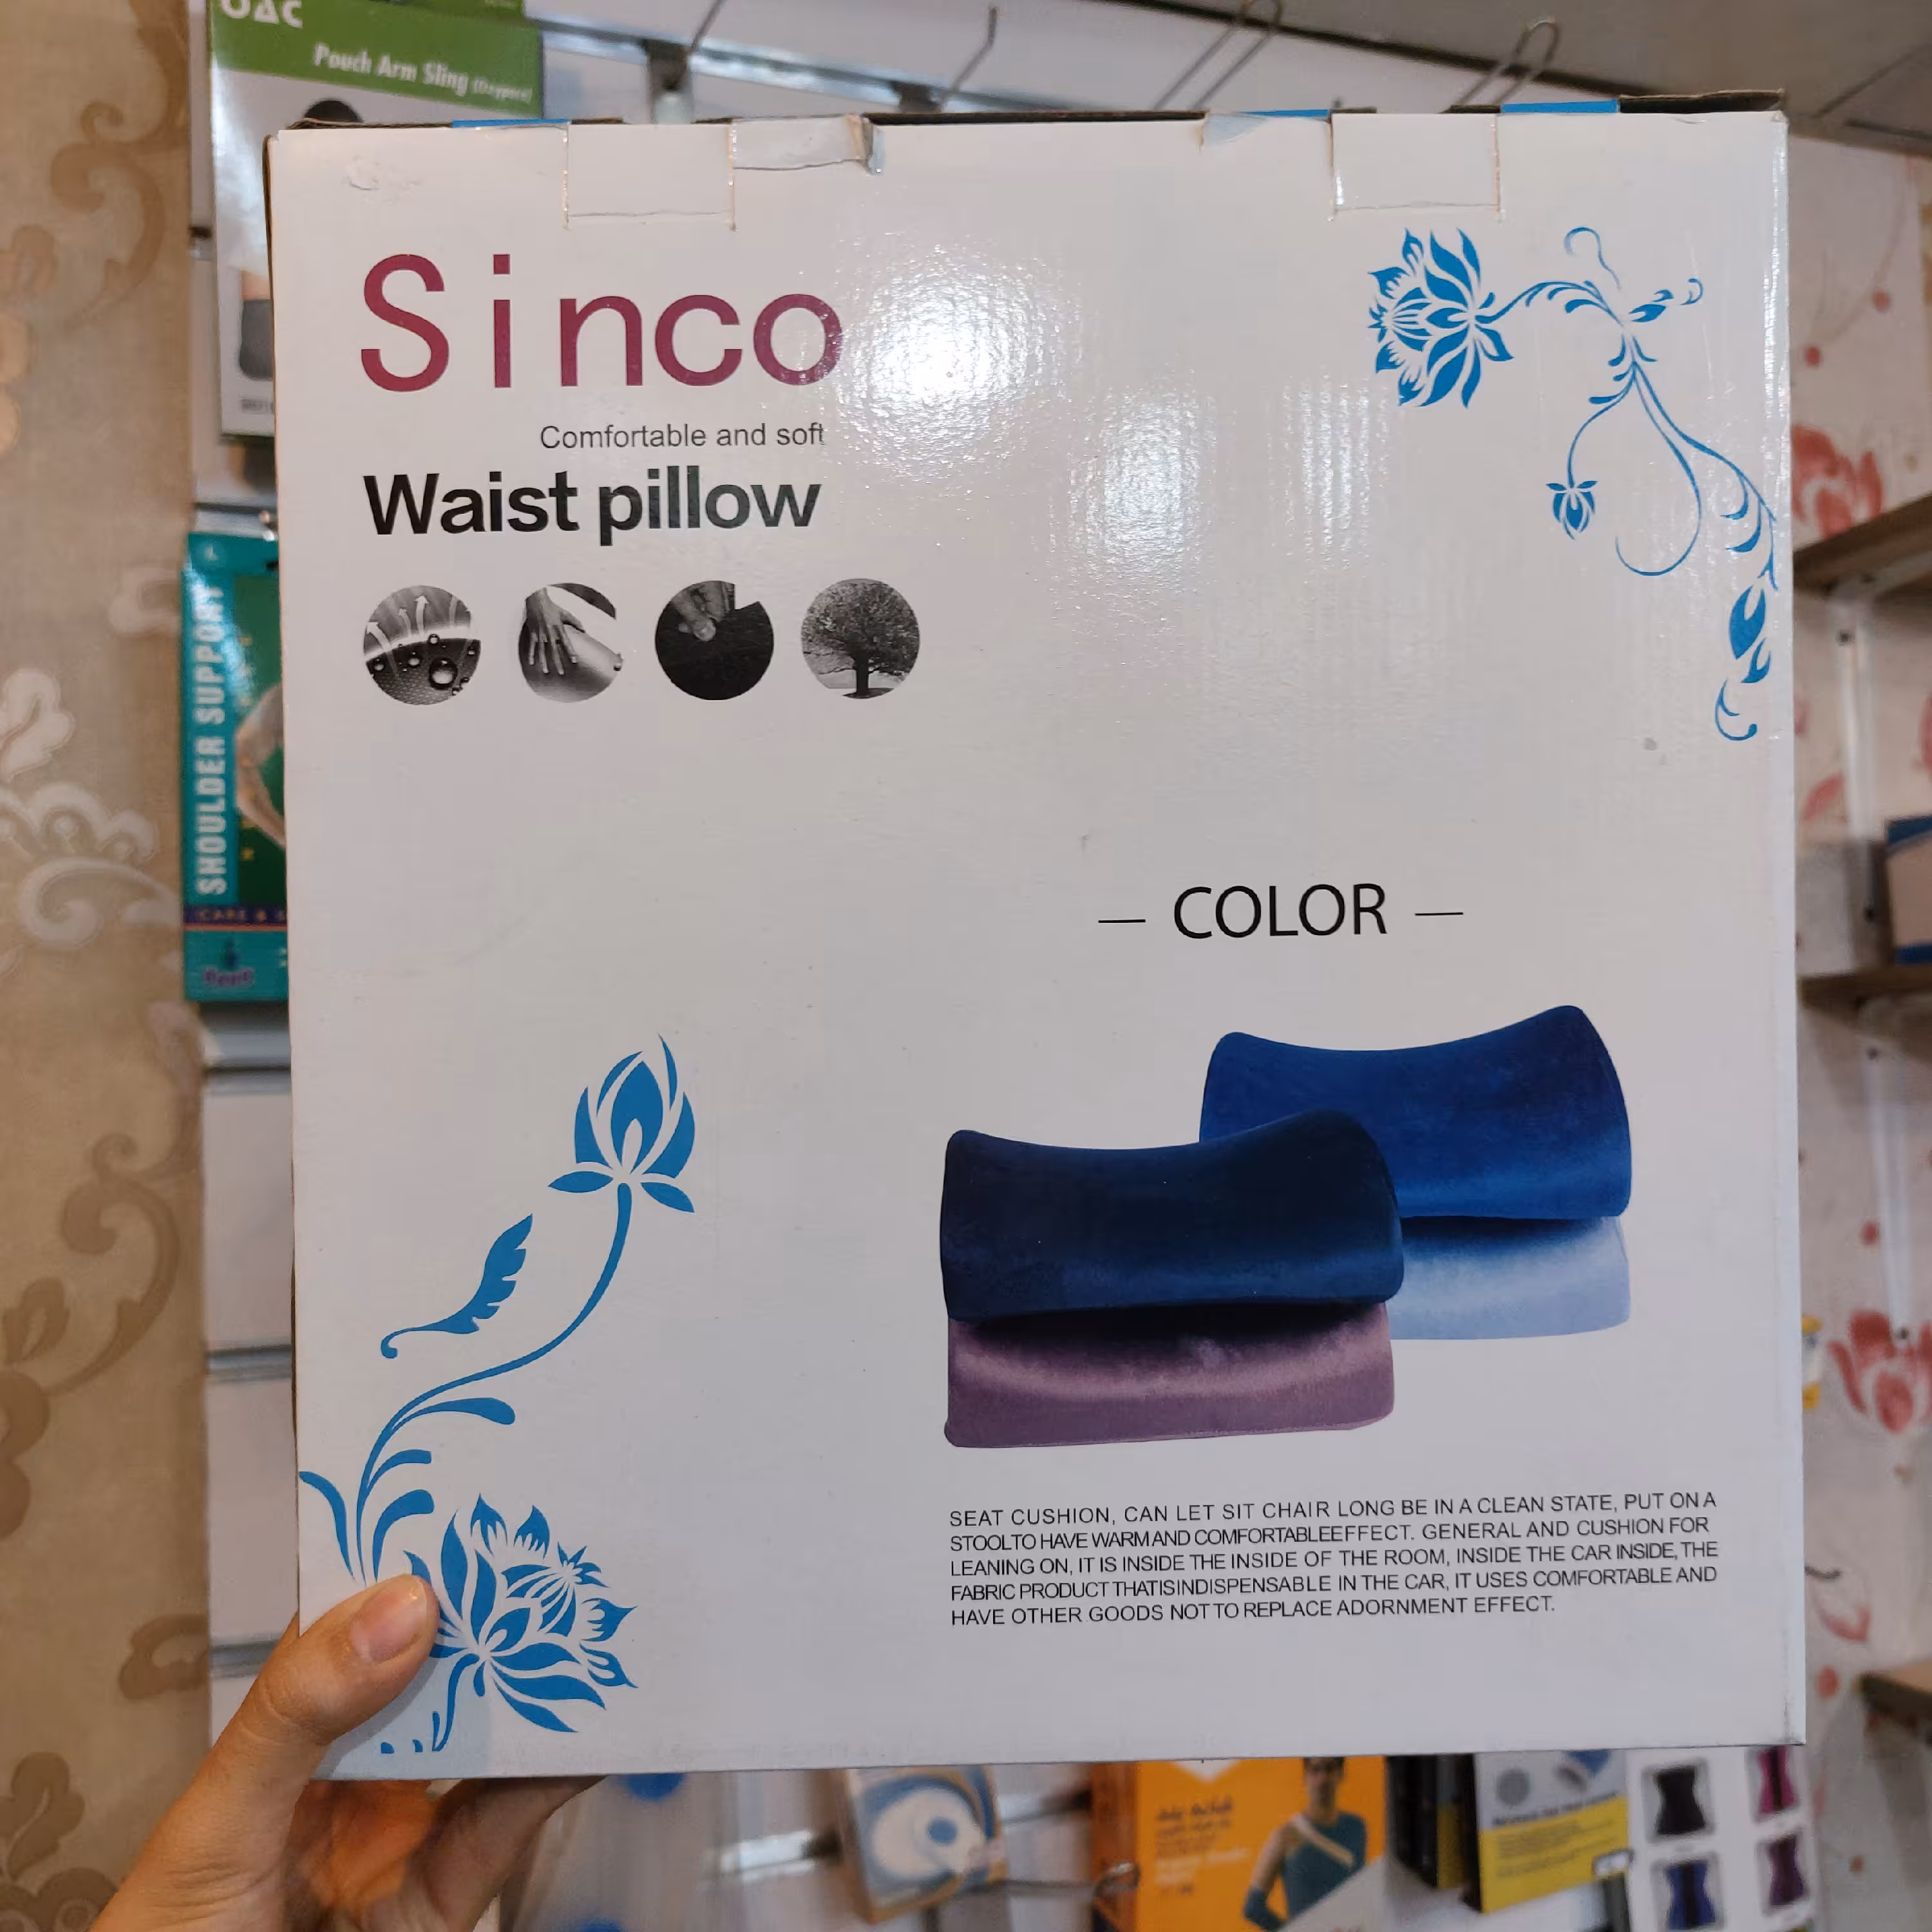 OAC
Pouch Arm Sling (Oxypore)
Sinco
Comfortable and soft
Waist pillow
SHOULDER SUPPORT
CARE &
— COLOR —
SEAT CUSHION, CAN LET SIT CHAIR LONG BE IN A CLEAN STATE, PUT ON A
STOOLTO HAVE WARMAND COMFORTABLEEFFECT. GENERAL AND CUSHION FOR
LEANING ON, IT IS INSIDE THE INSIDE OF THE ROOM, INSIDE THE CAR INSIDE, THE
FABRIC PRODUCT THATISINDISPENSABLE IN THE CAR, IT USES COMFORTABLE AND
HAVE OTHER GOODS NOT TO REPLACE ADORNMENT EFFECT.